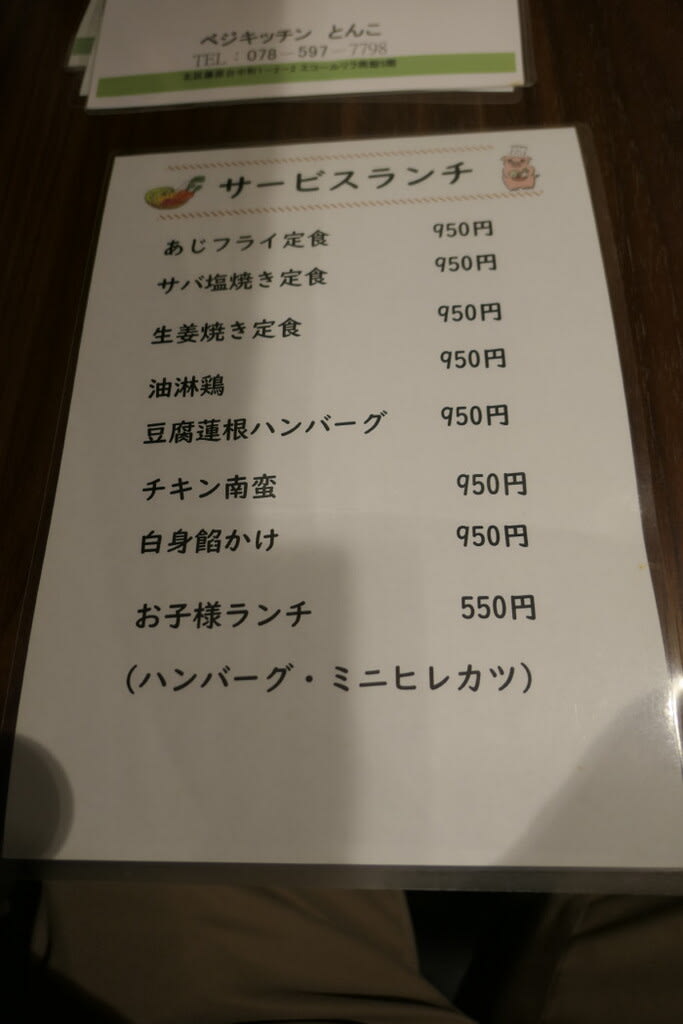 ベジキッチン とんこ
TEL：078－597－7798
サービスランチ
あじフライ定食 950円
サバ塩焼き定食 950円
生姜焼き定食 950円
油淋鶏 950円
豆腐蓮根ハンバーグ 950円
チキン南蛮 950円
白身餡かけ 950円
お子様ランチ 550円
（ハンバーグ・ミニヒレカツ）